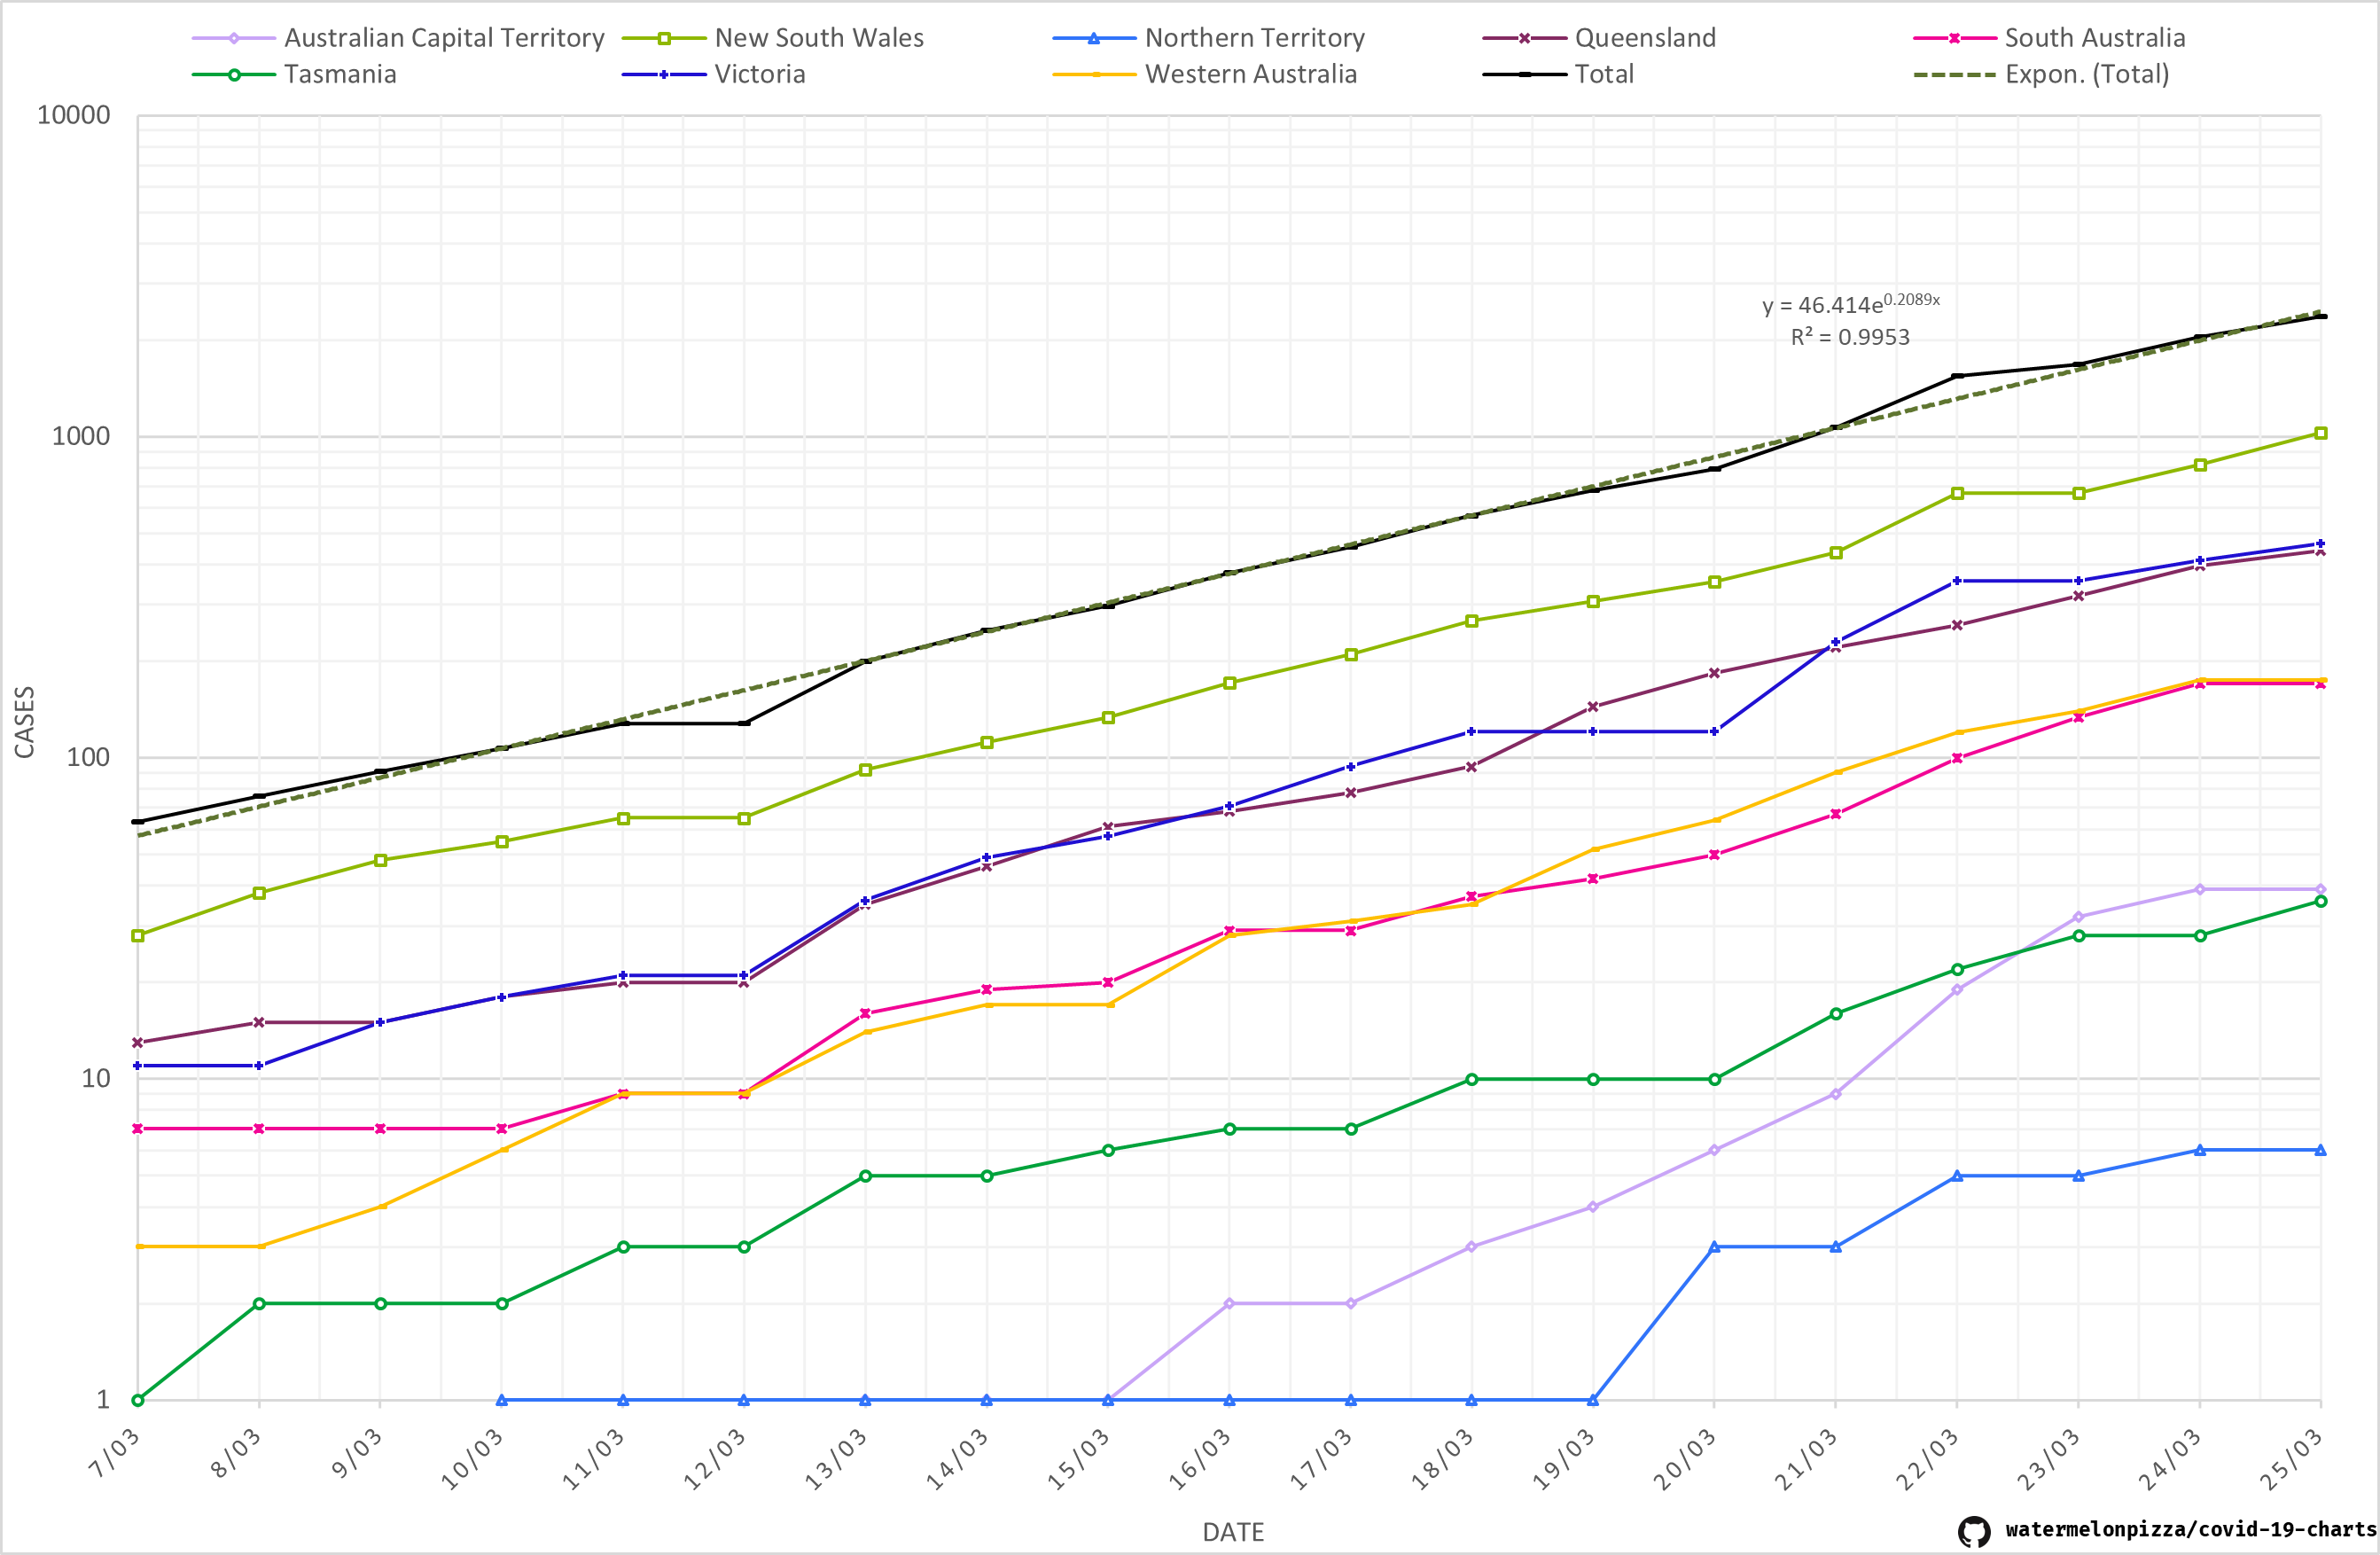 Australian Capital Territory New South Wales Northern Territory Queensland South Australia
Tasmania Victoria Western Australia Total Expon. (Total)
10000
1000
100
10
1
CASES
y = 46.414e^0.2089x
R² = 0.9953
7/03 8/03 9/03 10/03 11/03 12/03 13/03 14/03 15/03 16/03 17/03 18/03 19/03 20/03 21/03 22/03 23/03 24/03 25/03
DATE
watermelonpizza/covid-19-charts